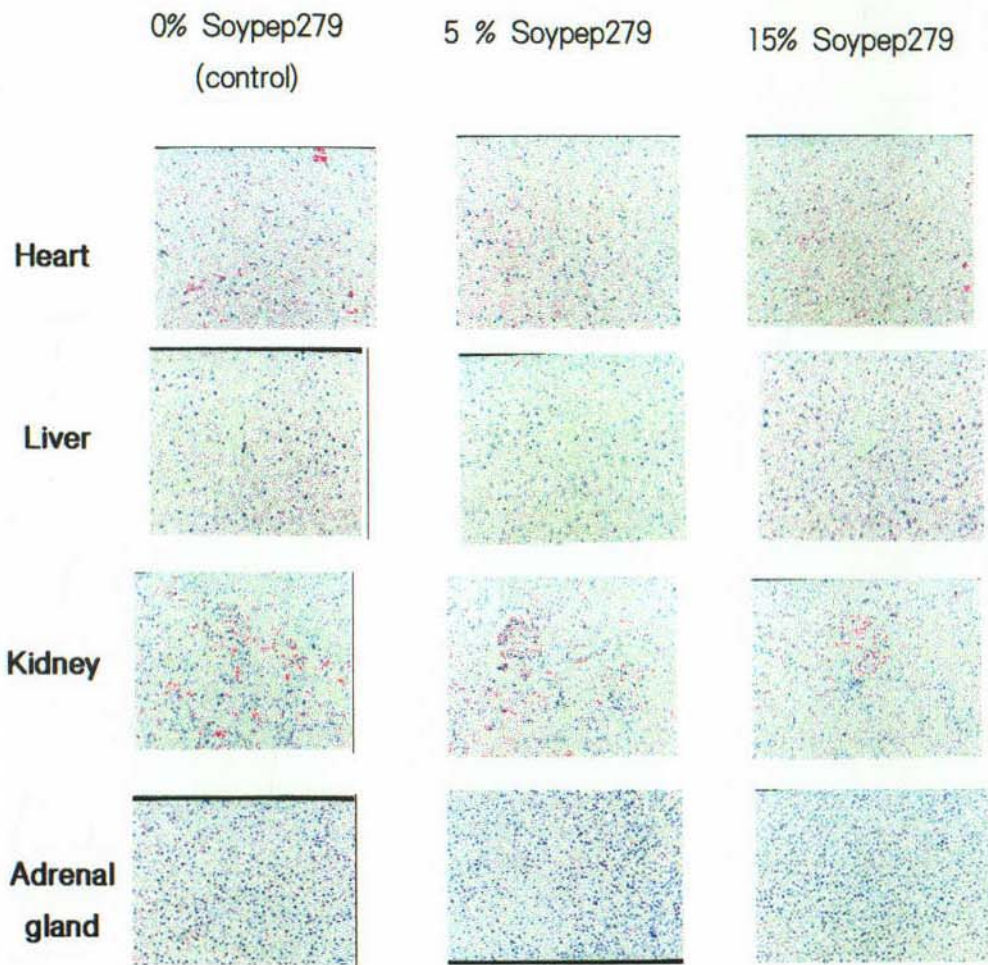 0% Soypep279
(control)
5 % Soypep279
15% Soypep279
Heart
Liver
Kidney
Adrenal
gland